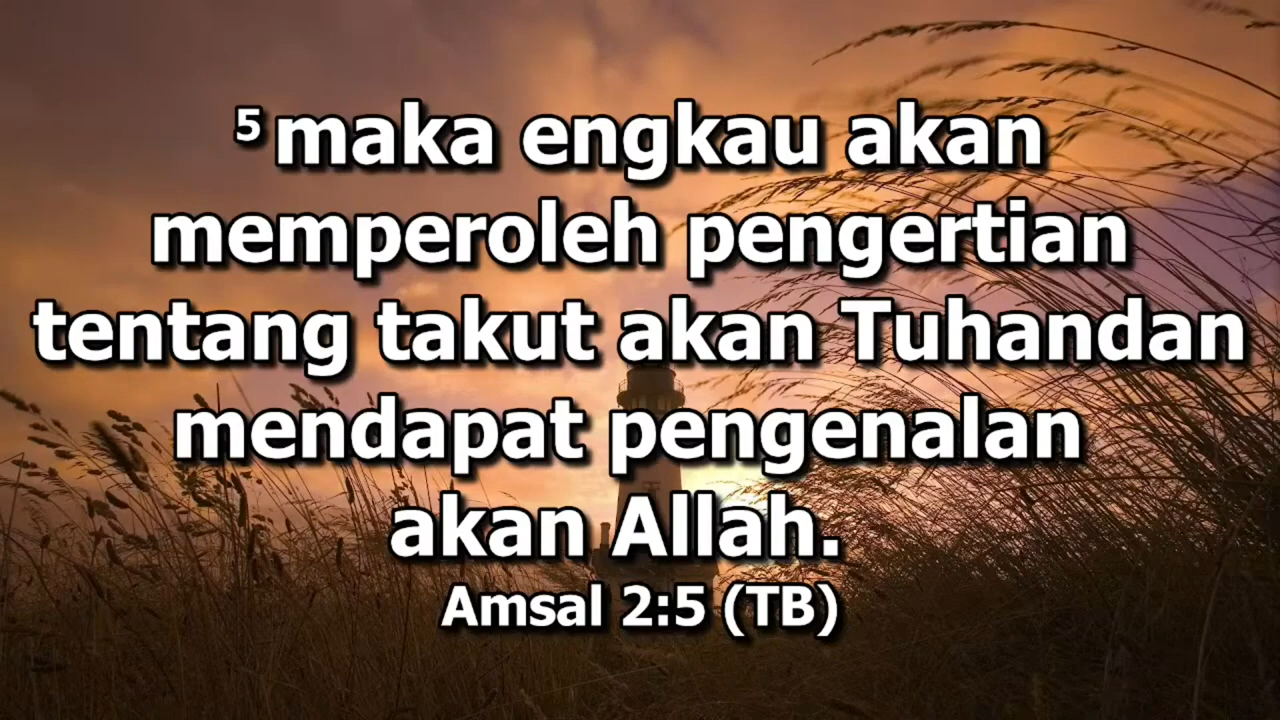 5 maka engkau akan
memperoleh pengertian
tentang takut akan Tuhandan
mendapat pengenalan
akan Allah.
Amsal 2:5 (TB)